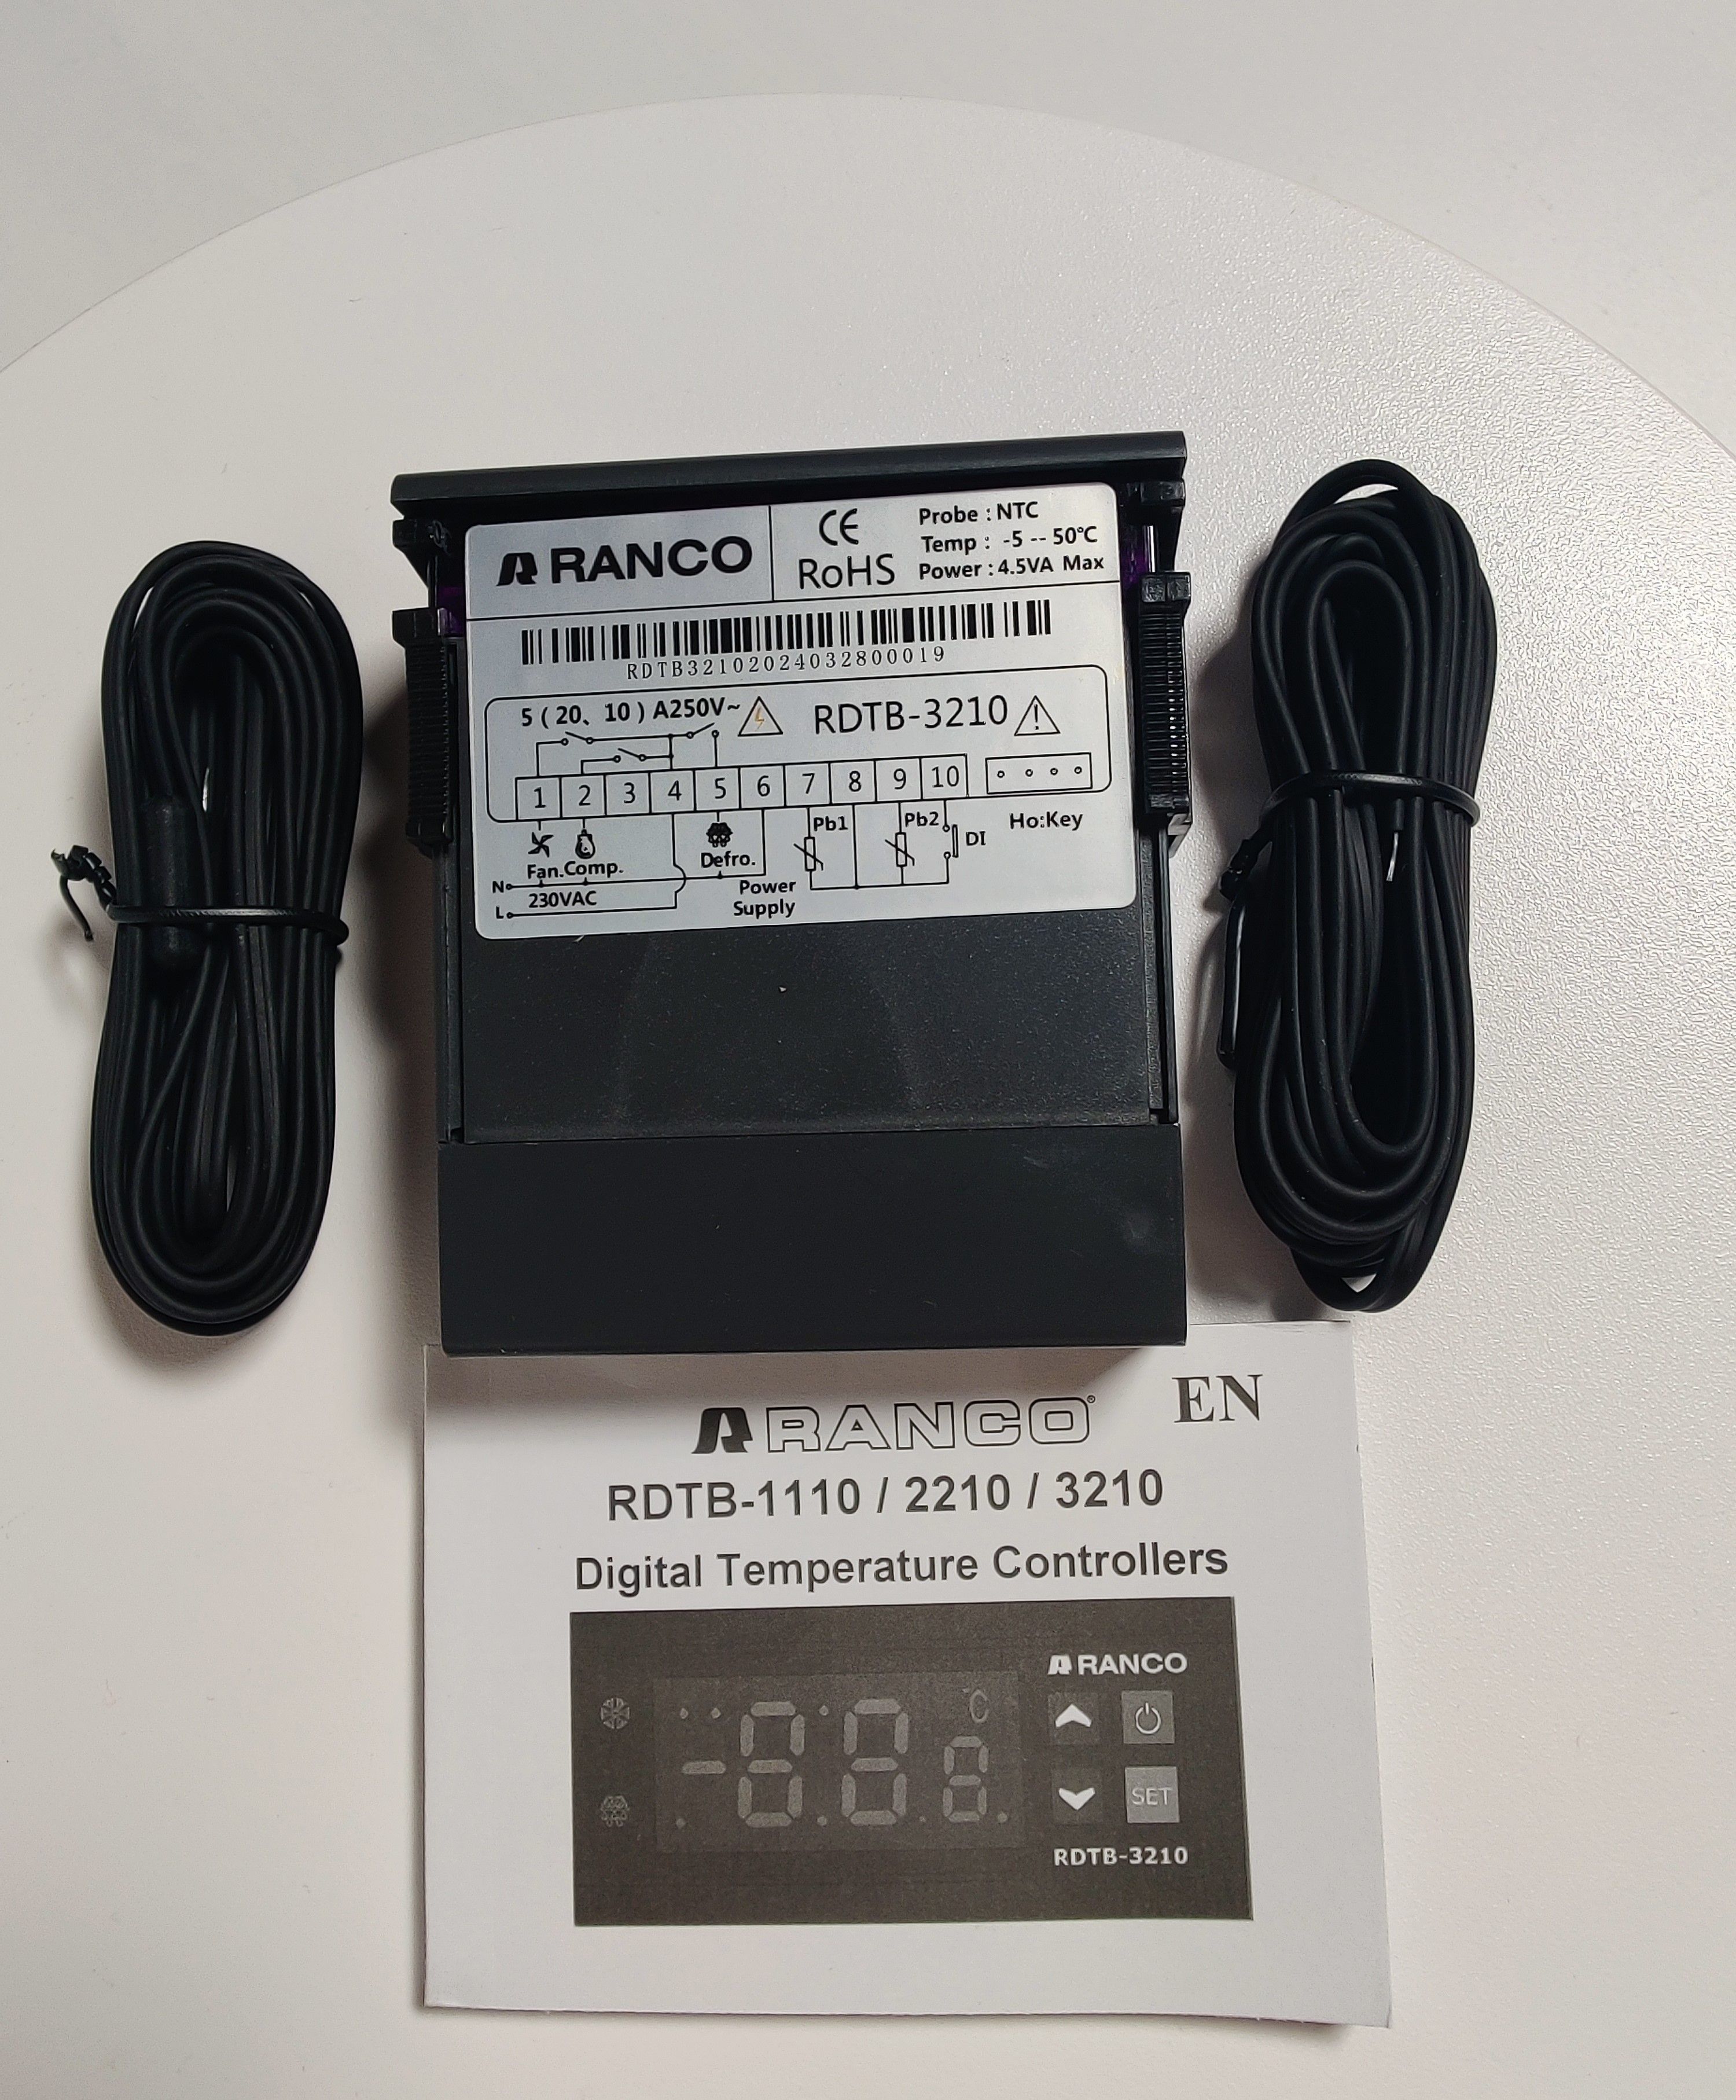 RANCO
CE
RoHS
Probe : NTC
Temp : -5 -- 50℃
Power : 4.5VA Max
RDTB32102024032800019
5 ( 20、10 ) A250V~
RDTB-3210
1 2 3 4 5 6 7 8 9 10
Fan.Comp.
Defro.
Pb1
Pb2
DI
Ho:Key
N
230VAC
L
Power
Supply
RANCO®
EN
RDTB-1110 / 2210 / 3210
Digital Temperature Controllers
RANCO
-88.8.
℃
SET
RDTB-3210